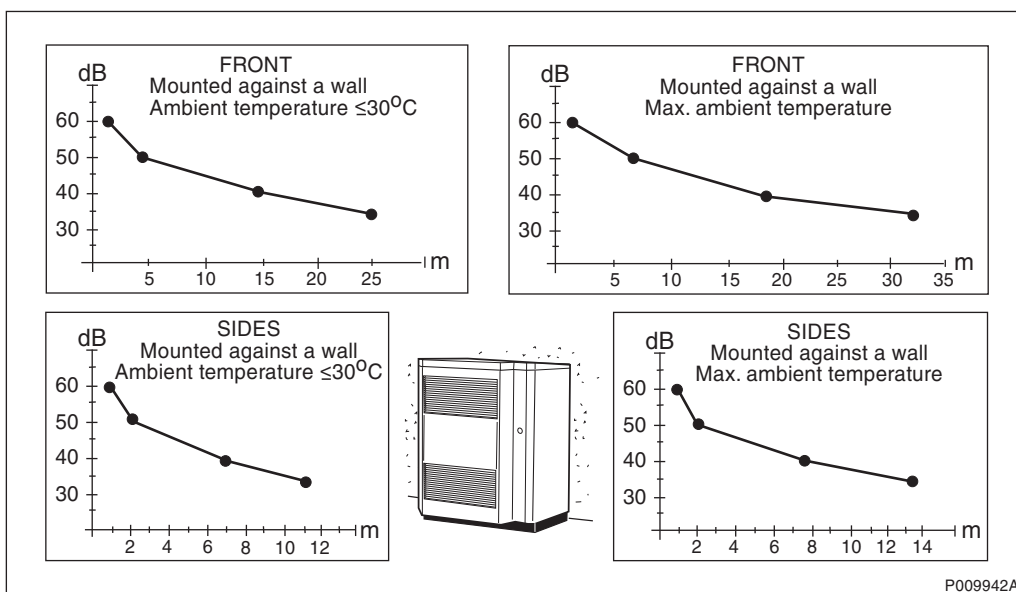 FRONT
Mounted against a wall
Ambient temperature ≤30°C
dB
60
50
40
30
5 10 15 20 25 m
FRONT
Mounted against a wall
Max. ambient temperature
dB
60
50
40
30
5 10 15 20 25 30 35 m
SIDES
Mounted against a wall
Ambient temperature ≤30°C
dB
60
50
40
30
2 4 6 8 10 12 m
SIDES
Mounted against a wall
Max. ambient temperature
dB
60
50
40
30
2 4 6 8 10 12 14 m
P009942A